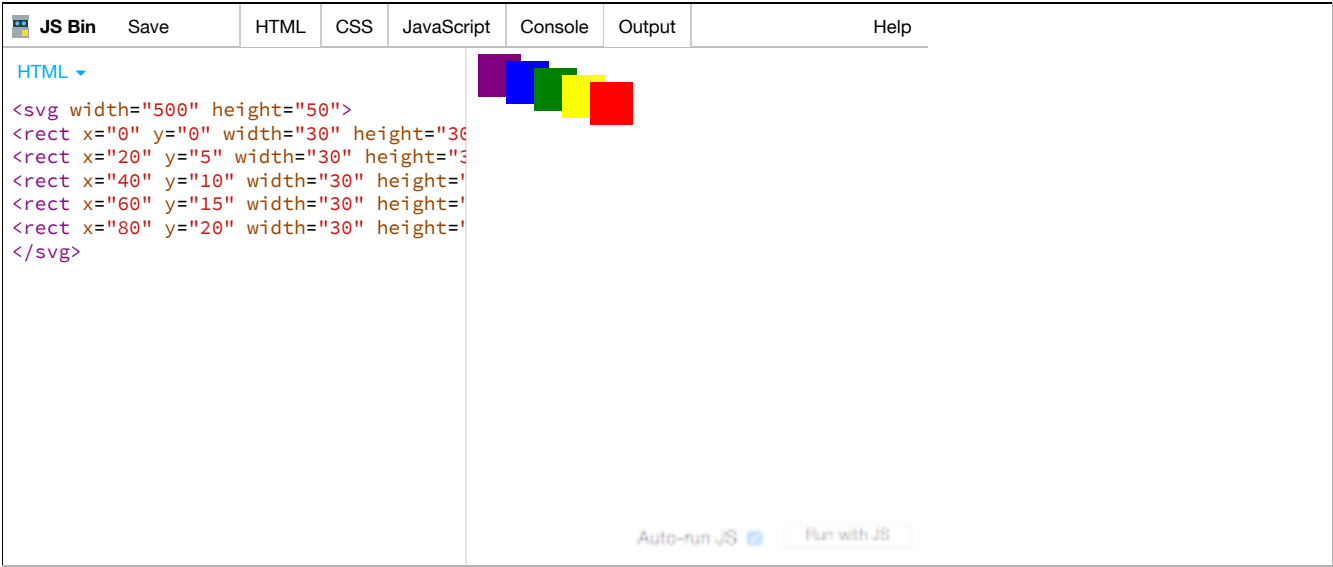 JS Bin Save HTML CSS JavaScript Console Output Help
HTML
<svg width="500" height="50">
<rect x="0" y="0" width="30" height="30
<rect x="20" y="5" width="30" height="3
<rect x="40" y="10" width="30" height="
<rect x="60" y="15" width="30" height="
<rect x="80" y="20" width="30" height="
</svg>
Auto-run JS Run with JS